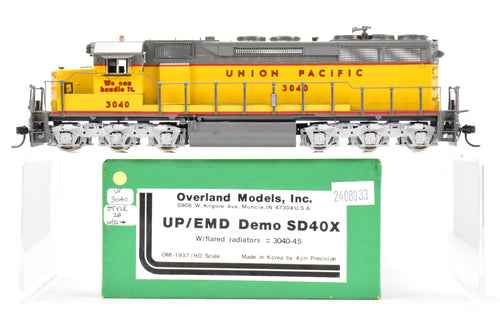 UNION PACIFIC
We can
handle it.
3040
3040
UP
3040
Overland Models, Inc.
5908 W. Kilgore Ave. Muncie, IN 47304 U.S.A.
2408033
UP/EMD Demo SD40X
W/flared radiators # 3040-45
OMI-1937/HO Scale
Made in Korea by Ajin Precision